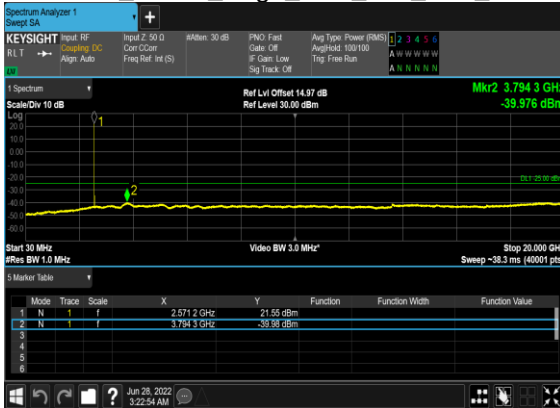 Spectrum Analyzer 1
Swept SA
+
KEYSIGHT Input: RF Input Z: 50 Ω #Atten: 30 dB PNO: Fast Avg Type: Power (RMS) 1 2 3 4 5 6
RLT Coupling: DC Corr CCorr Gate: Off Avg|Hold: 100/100 A W W W W W
Align: Auto Freq Ref: Int (S) IF Gain: Low Trig: Free Run
Sig Track: Off A N N N N N
1 Spectrum Ref Lvl Offset 14.97 dB Mkr2 3.794 3 GHz
Scale/Div 10 dB Ref Level 30.00 dBm -39.976 dBm
Log
20.0
10.0
0.00
-10.0
-20.0
-30.0
-40.0
-50.0
-60.0
1
2
DL1 -25.00 dBm
Start 30 MHz Video BW 3.0 MHz* Stop 20.000 GHz
#Res BW 1.0 MHz Sweep ~38.3 ms (40001 pts)
5 Marker Table
Mode Trace Scale X Y Function Function Width Function Value
1 N 1 f 2.571 2 GHz 21.55 dBm
2 N 1 f 3.794 3 GHz -39.98 dBm
3
4
5
6
? Jun 28, 2022
3:22:54 AM